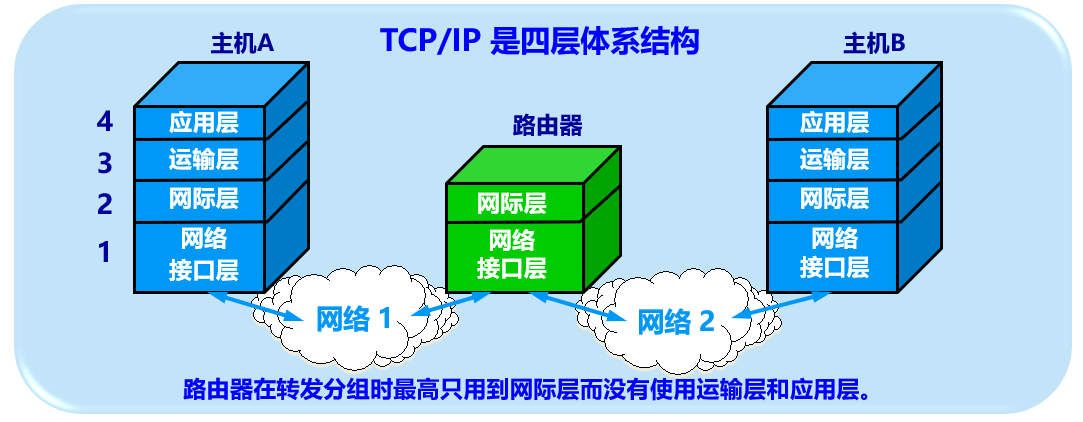 TCP/IP 是四层体系结构
主机A
主机B
路由器
4
应用层
应用层
3
运输层
运输层
2
网际层
网际层
网际层
1
网络
接口层
网络
接口层
网络
接口层
网络 1
网络 2
路由器在转发分组时最高只用到网际层而没有使用运输层和应用层。